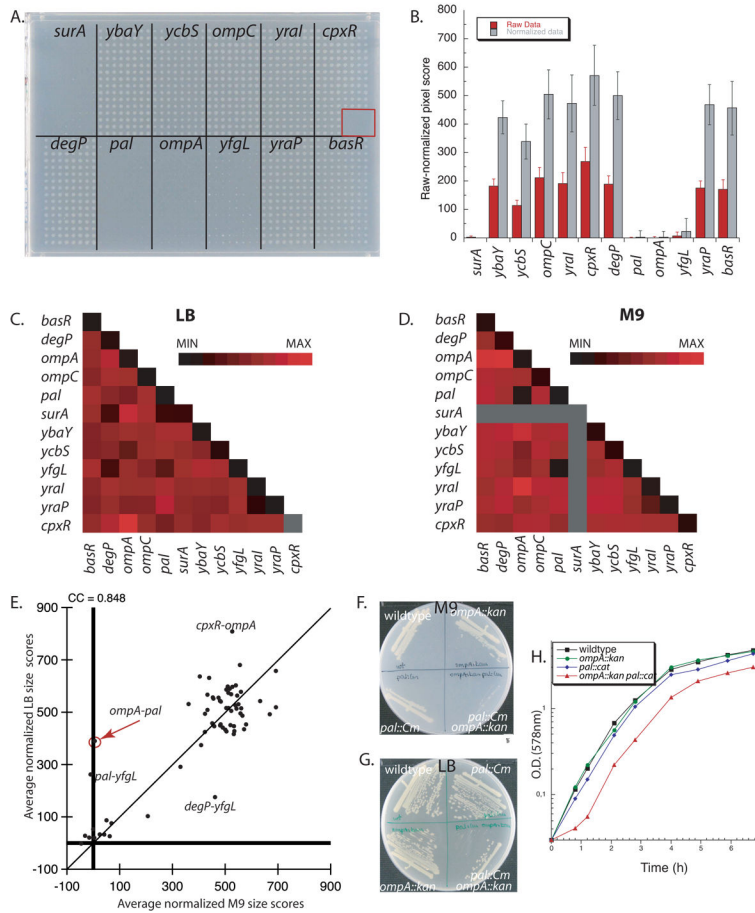 A.
surA ybaY ycbS ompC yraI cpxR
degP pal ompA yfgL yraP basR
B.
Raw Data
Normalized data
Raw-normalized pixel score
800
700
600
500
400
300
200
100
0
surA ybaY ycbS ompC yraI cpxR degP pal ompA yfgL yraP basR
C.
LB
MIN MAX
basR
degP
ompA
ompC
pal
surA
ybaY
ycbS
yfgL
yraI
yraP
cpxR
basR degP ompA ompC pal surA ybaY ycbS yfgL yraI yraP cpxR
D.
M9
MIN MAX
basR
degP
ompA
ompC
pal
surA
ybaY
ycbS
yfgL
yraI
yraP
cpxR
basR degP ompA ompC pal surA ybaY ycbS yfgL yraI yraP cpxR
E.
CC = 0.848
Average normalized LB size scores
900
700
500
300
100
-100
cpxR-ompA
ompA-pal
pal-yfgL
degP-yfgL
-100 100 300 500 700 900
Average normalized M9 size scores
F.
M9
wildtype ompA::kan
wt ompA::kan
pal::Cm
pal::Cm
ompA::kan
G.
LB
wildtype pal::Cm
ompA::kan
pal::Cm
ompA::kan
H.
wildtype
ompA::kan
pal::cat
ompA::kan pal::cat
O.D.(578nm)
1.
0,1
0 2 4 6
Time (h)